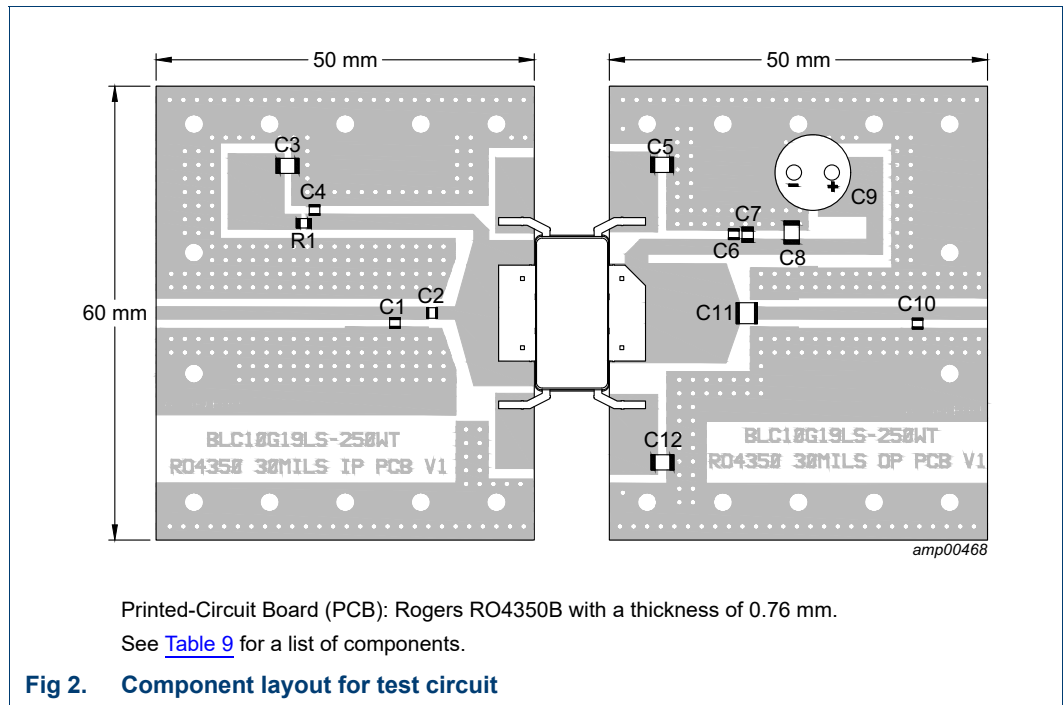 50 mm
50 mm
60 mm
C3
C4
R1
C1
C2
C5
C9
C6
C7
C8
C11
C10
C12
BLC10G19LS-250WT
RO4350 30MILS IP PCB V1
BLC10G19LS-250WT
RO4350 30MILS OP PCB V1
- +
amp00468
Printed-Circuit Board (PCB): Rogers RO4350B with a thickness of 0.76 mm.
See Table 9 for a list of components.
Fig 2. Component layout for test circuit